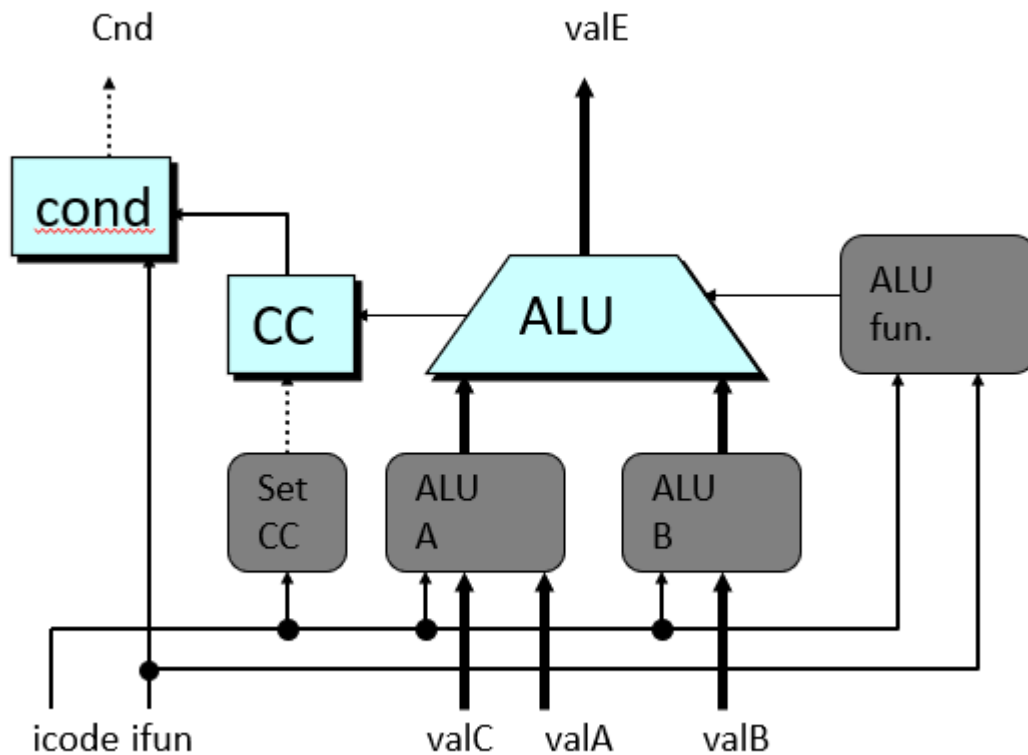 Cnd
valE
cond
ALU
fun.
CC
ALU
Set
CC
ALU
A
ALU
B
icode ifun
valC
valA
valB